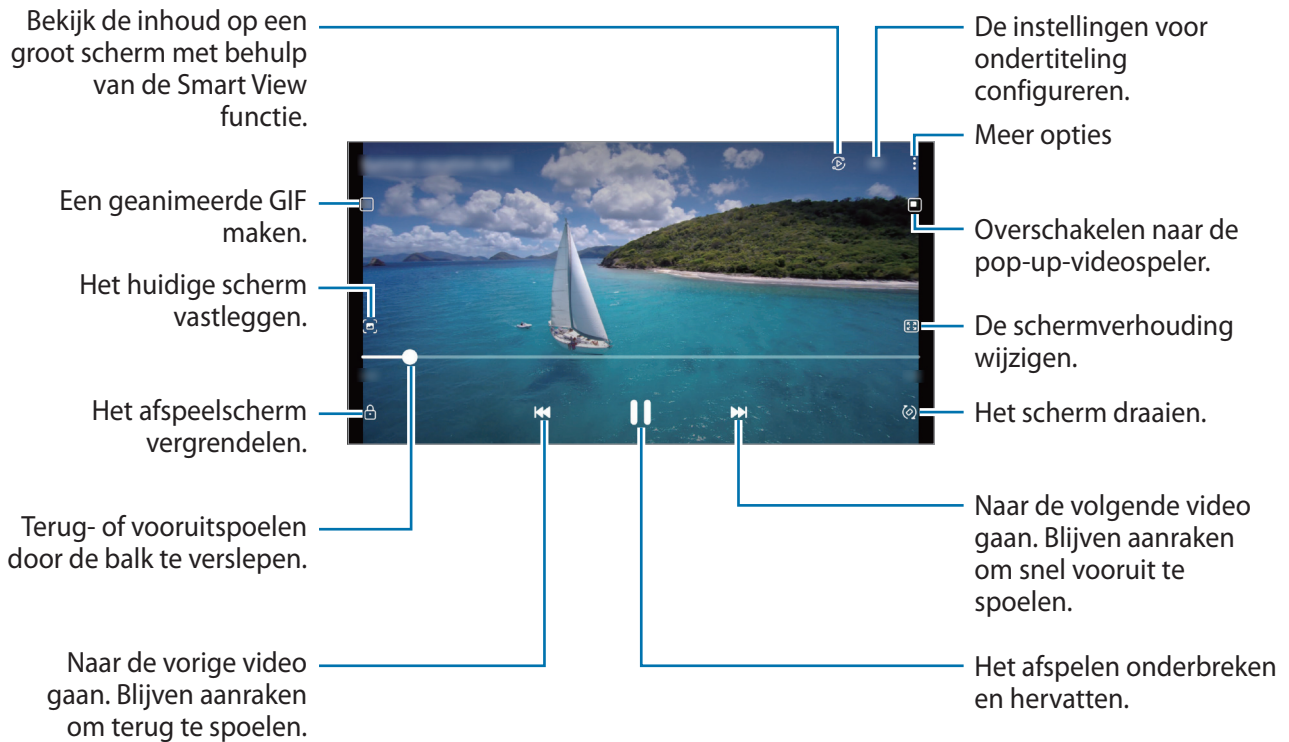 Bekijk de inhoud op een
groot scherm met behulp
van de Smart View
functie.
Een geanimeerde GIF
maken.
Het huidige scherm
vastleggen.
Het afspeelscherm
vergrendelen.
Terug- of vooruitspoelen
door de balk te verslepen.
Naar de vorige video
gaan. Blijven aanraken
om terug te spoelen.
De instellingen voor
ondertiteling
configureren.
Meer opties
Overschakelen naar de
pop-up-videospeler.
De schermverhouding
wijzigen.
Het scherm draaien.
Naar de volgende video
gaan. Blijven aanraken
om snel vooruit te
spoelen.
Het afspelen onderbreken
en hervatten.